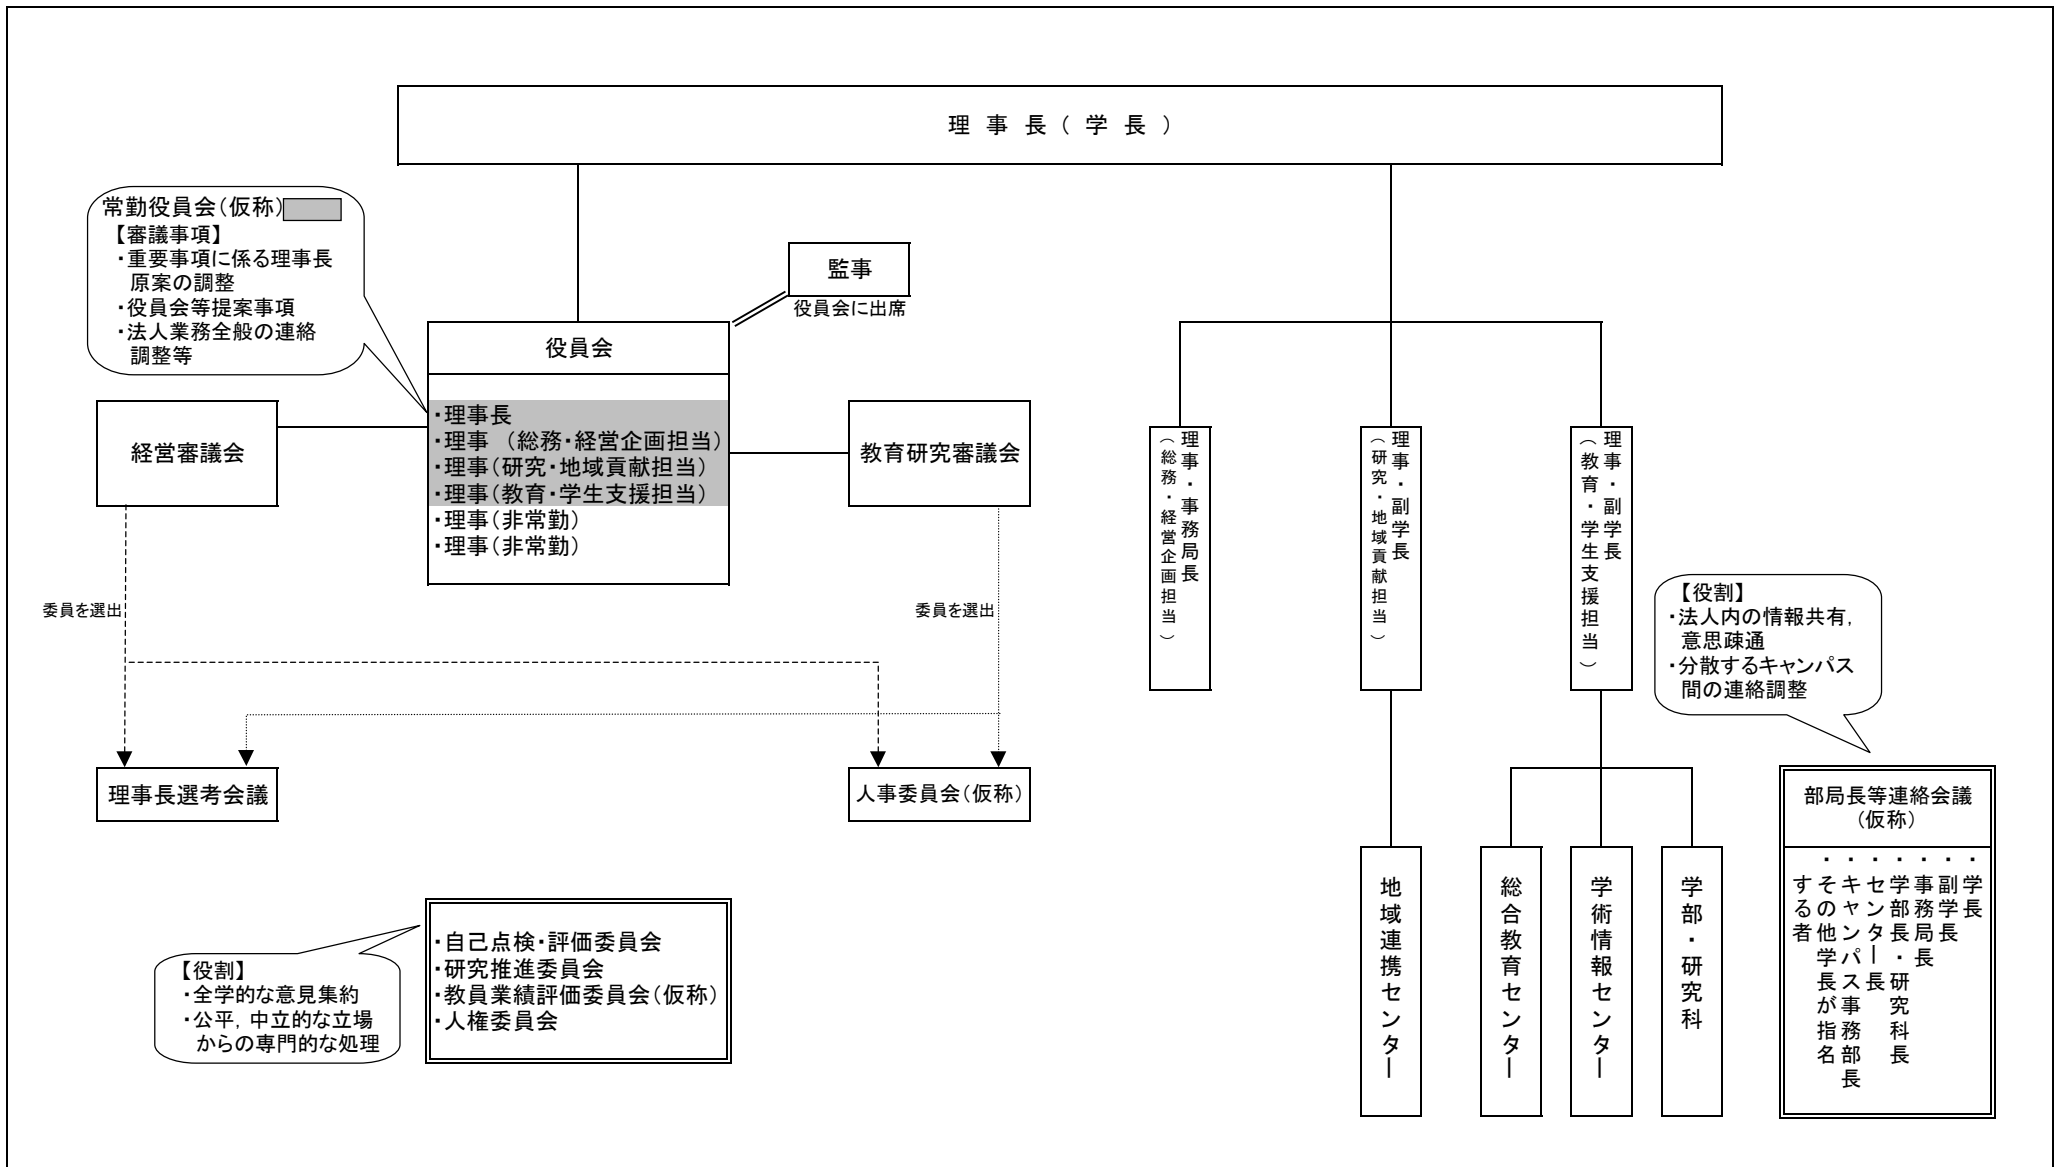 理事長(学長)
常勤役員会(仮称)
【審議事項】
・重要事項に係る理事長
原案の調整
・役員会等提案事項
・法人業務全般の連絡
調整等
監事
役員会に出席
役員会
・理事長
・理事 (総務・経営企画担当)
・理事(研究・地域貢献担当)
・理事(教育・学生支援担当)
・理事(非常勤)
・理事(非常勤)
経営審議会
教育研究審議会
委員を選出
委員を選出
理事長選考会議
人事委員会(仮称)
【役割】
・全学的な意見集約
・公平,中立的な立場
からの専門的な処理
・自己点検・評価委員会
・研究推進委員会
・教員業績評価委員会(仮称)
・人権委員会
理事・事務局長
(総務・経営企画担当)
理事・副学長
(研究・地域貢献担当)
理事・副学長
(教育・学生支援担当)
地域連携センター
総合教育センター
学術情報センター
学部・研究科
【役割】
・法人内の情報共有,
意思疎通
・分散するキャンパス
間の連絡調整
部局長等連絡会議
(仮称)
・学長
・副学長
・事務局長
・学部長・研究科長
・センター長
・キャンパス事務部長
・その他学長が指名
する者